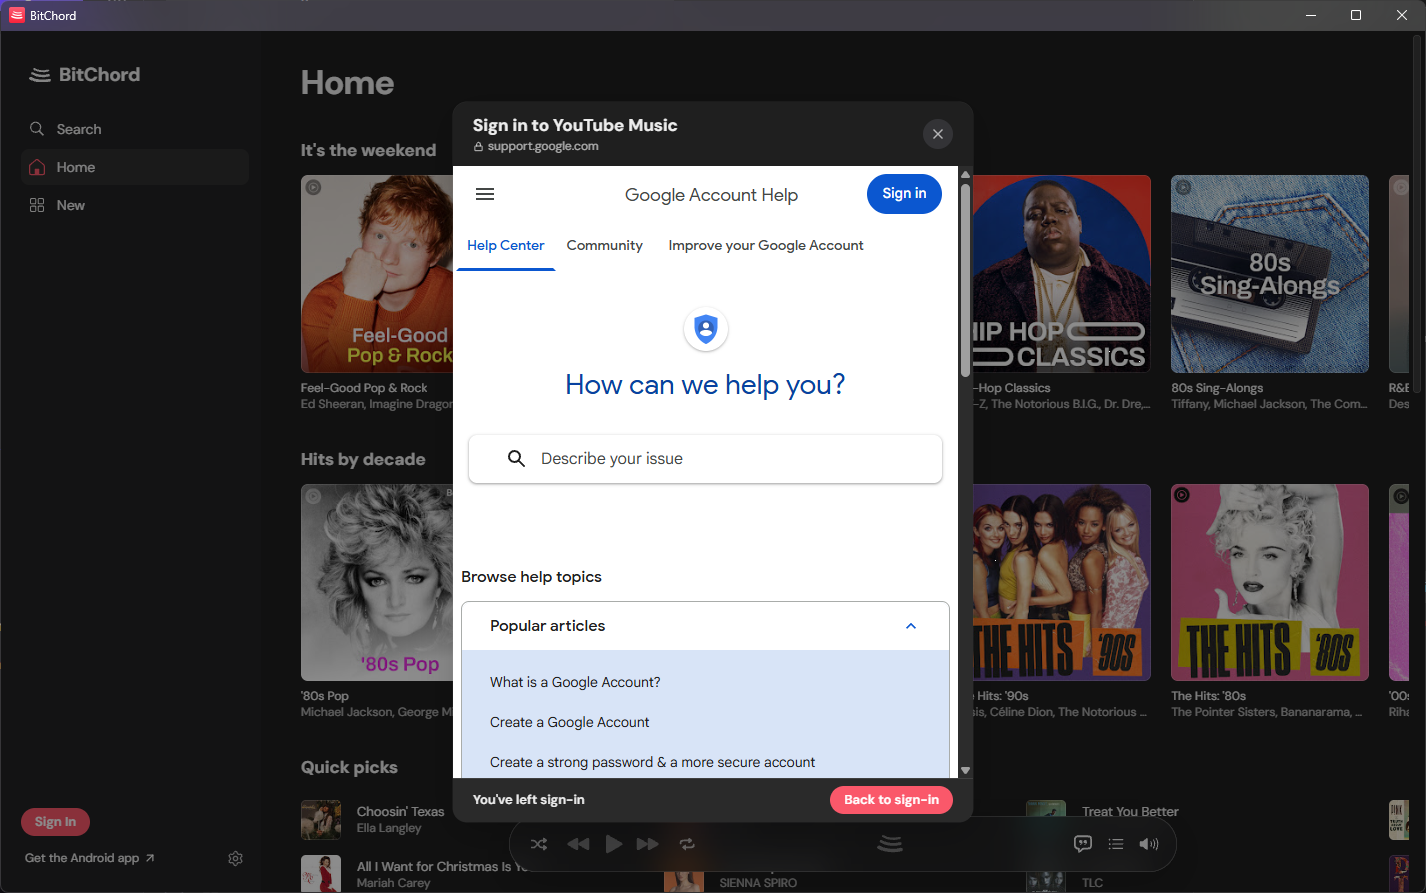 BitChord
BitChord
Search
Home
New
Sign In
Get the Android app
Home
It's the weekend
Feel-Good
Pop & Rock
Feel-Good Pop & Rock
Ed Sheeran, Imagine Dragon
HIP HOP
CLASSICS
-Hop Classics
-Z, The Notorious B.I.G., Dr. Dre,...
80s
Sing-Alongs
80s Sing-Alongs
Tiffany, Michael Jackson, The Com...
R&B
Des
Hits by decade
'80s Pop
'80s Pop
Michael Jackson, George M
THE HITS '90S
Hits: '90s
sis, Céline Dion, The Notorious ...
THE HITS '80S
The Hits: '80s
The Pointer Sisters, Bananarama, ...
'00s
Riha
Quick picks
Choosin' Texas
Ella Langley
All I Want for Christmas Is Yo
Mariah Carey
SIENNA SPIRO
Treat You Better
TLC
Sign in to YouTube Music
support.google.com
Google Account Help
Sign in
Help Center
Community
Improve your Google Account
How can we help you?
Describe your issue
Browse help topics
Popular articles
What is a Google Account?
Create a Google Account
Create a strong password & a more secure account
You've left sign-in
Back to sign-in